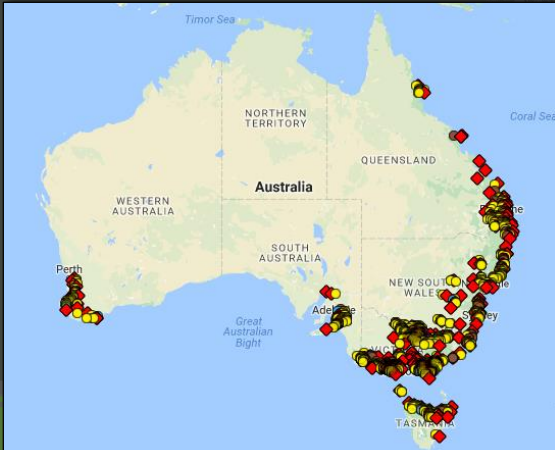 Timor Sea
Coral Sea
NORTHERN
TERRITORY
QUEENSLAND
WESTERN
AUSTRALIA
Australia
SOUTH
AUSTRALIA
Perth
NEW SOUTH
WALES
Great
Australian
Bight
TASMANIA